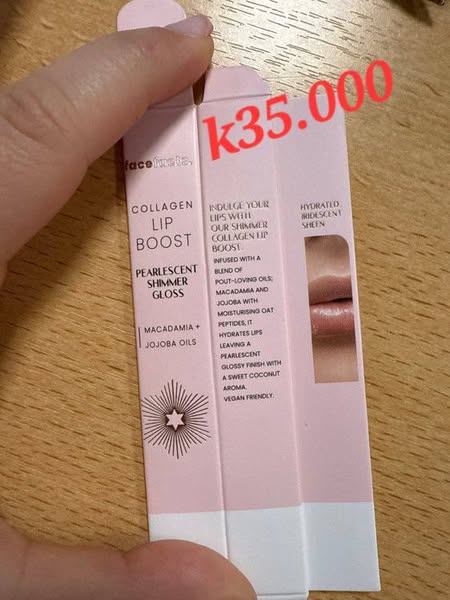 k35.000
facefacts.
COLLAGEN
LIP
BOOST
PEARLESCENT
SHIMMER
GLOSS
MACADAMIA +
JOJOBA OILS
INDULGE YOUR
LIPS WITH
OUR SHIMMER
COLLAGEN LIP
BOOST.
INFUSED WITH A
BLEND OF
POUT-LOVING OILS;
MACADAMIA AND
JOJOBA WITH
MOISTURISING OAT
PEPTIDES, IT
HYDRATES LIPS
LEAVING A
PEARLESCENT
GLOSSY FINISH WITH
A SWEET COCONUT
AROMA.
VEGAN FRIENDLY.
HYDRATED,
IRIDESCENT
SHEEN